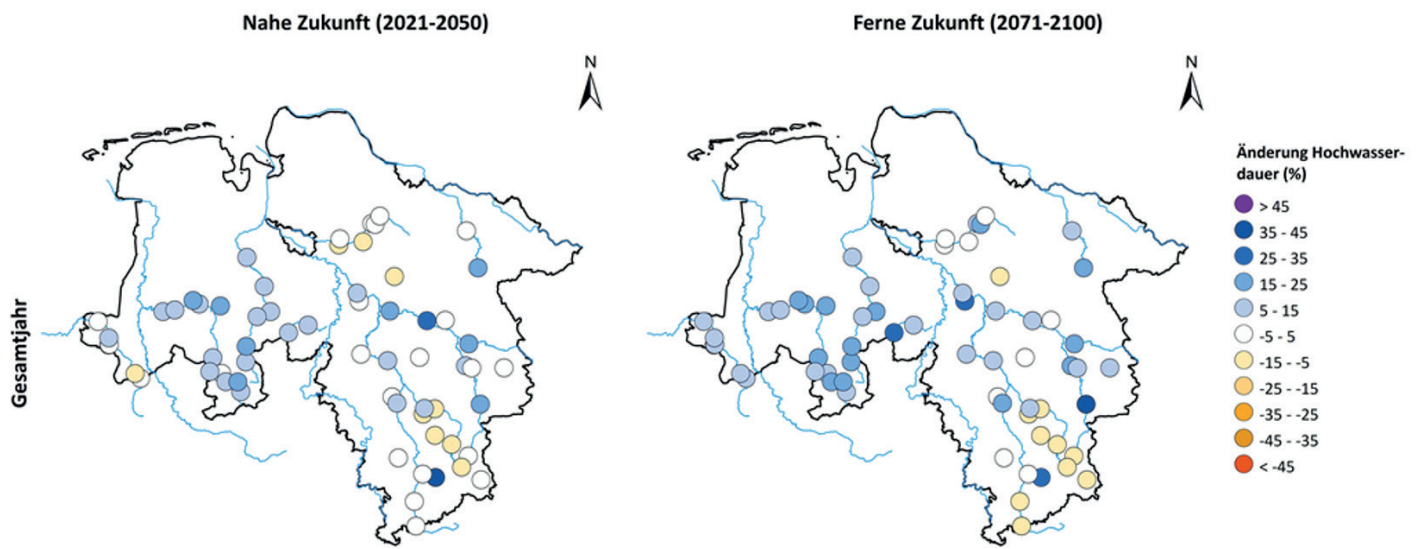 Nahe Zukunft (2021-2050)
Ferne Zukunft (2071-2100)
N
N
Gesamtjahr
Änderung Hochwasser-
dauer (%)
> 45
35 - 45
25 - 35
15 - 25
5 - 15
-5 - 5
-15 - -5
-25 - -15
-35 - -25
-45 - -35
< -45